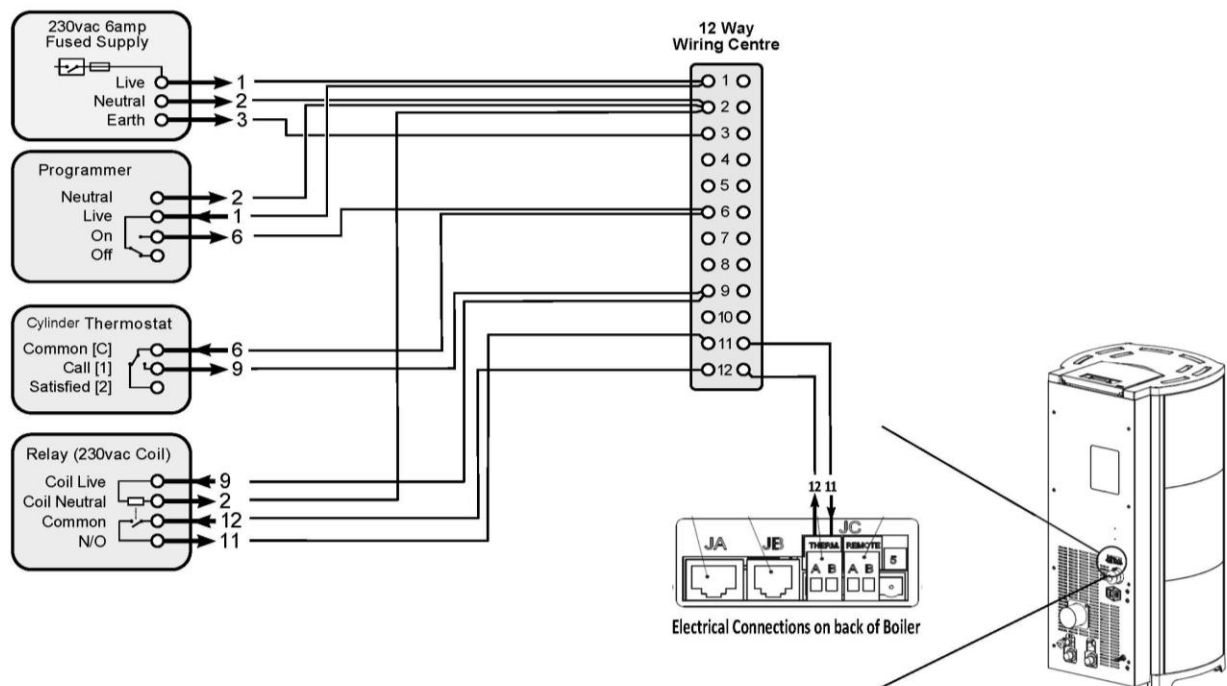 230vac 6amp
Fused Supply
Live 1
Neutral 2
Earth 3
Programmer
Neutral 2
Live 1
On 6
Off
Cylinder Thermostat
Common [C] 6
Call [1] 9
Satisfied [2]
Relay (230vac Coil)
Coil Live 9
Coil Neutral 2
Common 12
N/O 11
12 Way
Wiring Centre
1
2
3
4
5
6
7
8
9
10
11
12
12 11
JC
JA JB THERM. REMOTE
A B A B 5
Electrical Connections on back of Boiler